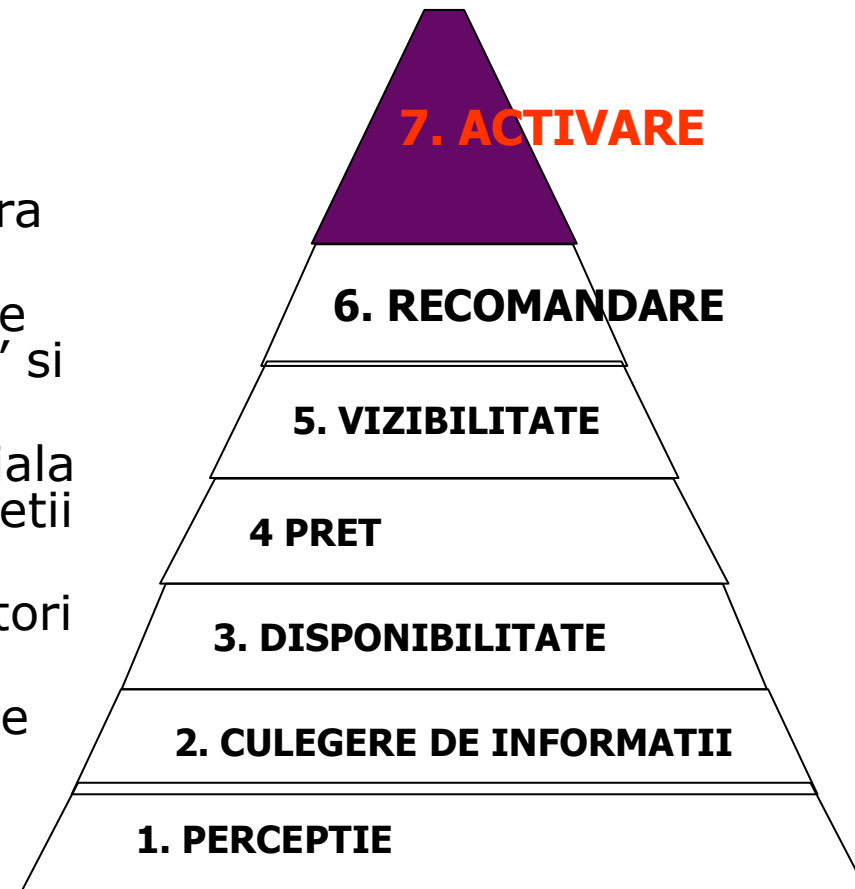 7. ACTIVARE
6. RECOMANDARE
5. VIZIBILITATE
4 PRET
3. DISPONIBILITATE
2. CULEGERE DE INFORMATII
1. PERCEPTIE
ra
e
” si
iala
etii
tori
e